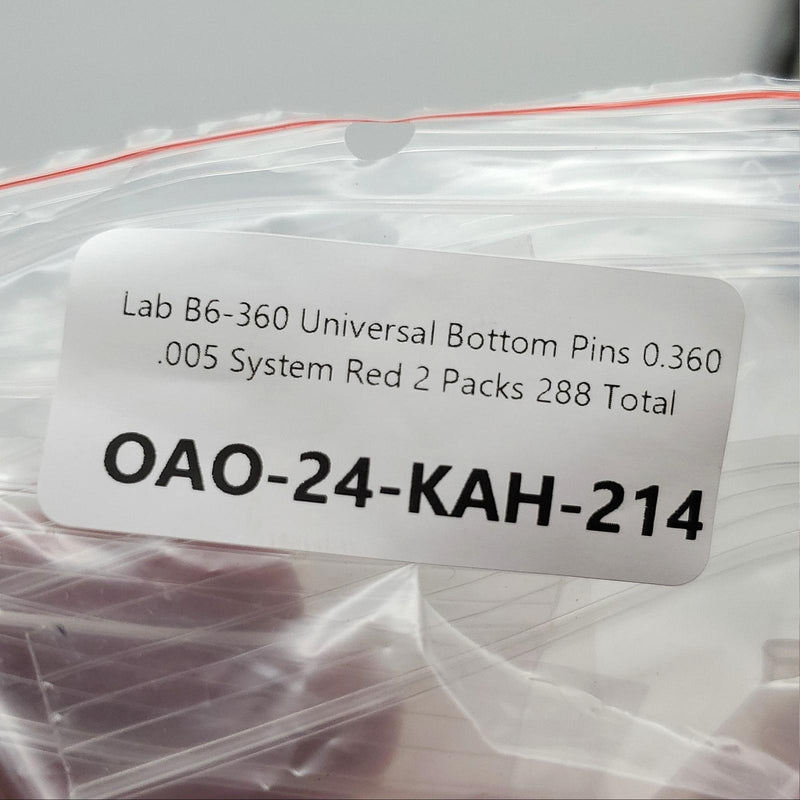 Lab B6-360 Universal Bottom Pins 0.360
.005 System Red 2 Packs 288 Total
OAO-24-KAH-214